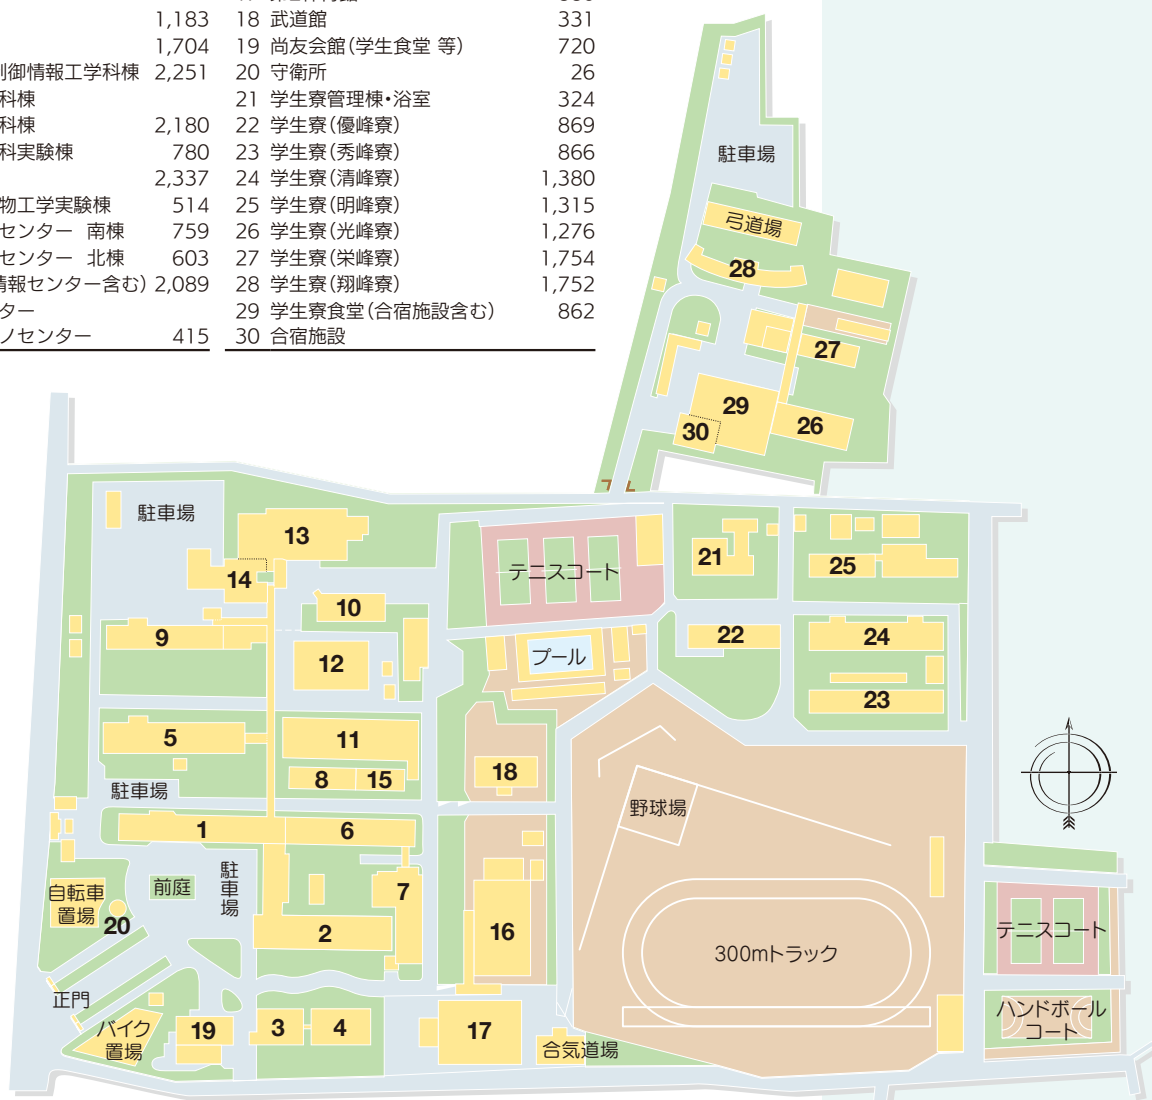 1,183
1,704
御情報工学科棟 2,251
科棟
科棟 2,180
科実験棟 780
2,337
物工学実験棟 514
センター 南棟 759
センター 北棟 603
情報センター含む) 2,089
ター
ノセンター 415
18 武道館 331
19 尚友会館(学生食堂 等) 720
20 守衛所 26
21 学生寮管理棟・浴室 324
22 学生寮(優峰寮) 869
23 学生寮(秀峰寮) 866
24 学生寮(清峰寮) 1,380
25 学生寮(明峰寮) 1,315
26 学生寮(光峰寮) 1,276
27 学生寮(栄峰寮) 1,754
28 学生寮(翔峰寮) 1,752
29 学生寮食堂(合宿施設含む) 862
30 合宿施設
駐車場
弓道場
28
27
29
26
30
駐車場
13
14
10
9
12
テニスコート
21
25
22
24
23
プール
5
11
8
15
駐車場
18
野球場
1
6
駐車場
前庭
自転車
置場
20
7
2
16
300mトラック
テニスコート
正門
バイク
置場
19
3
4
17
合気道場
ハンドボール
コート